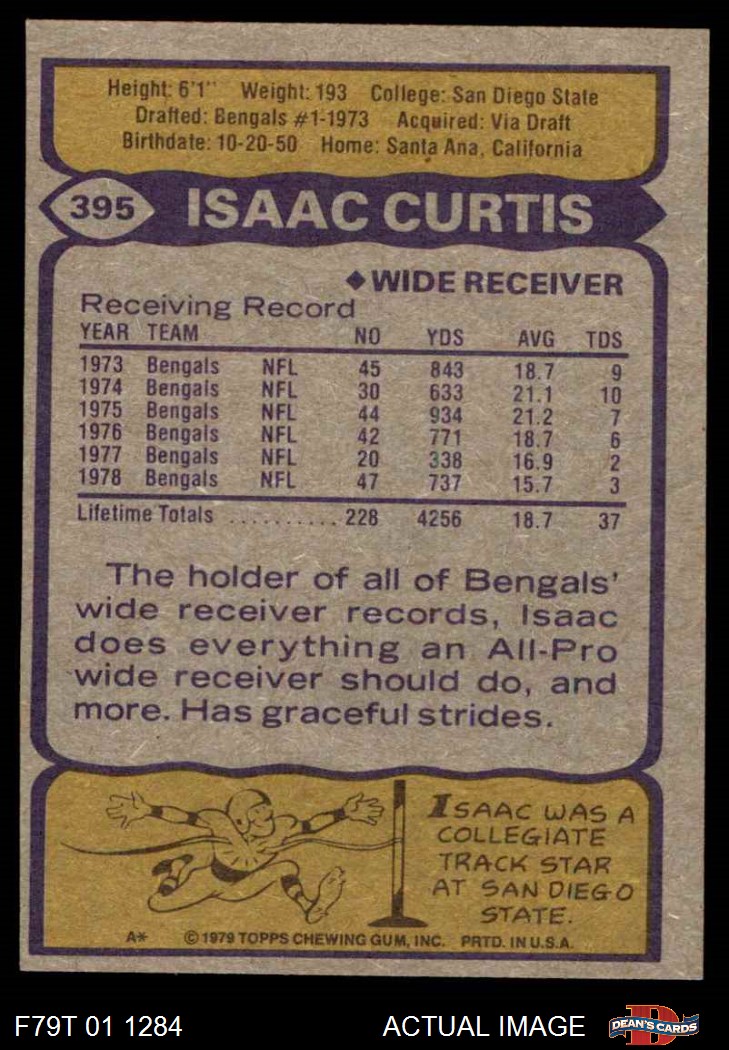 Height: 6'1" Weight: 193 College: San Diego State
Drafted: Bengals #1-1973 Acquired: Via Draft
Birthdate: 10-20-50 Home: Santa Ana, California
395 ISAAC CURTIS
◆WIDE RECEIVER
Receiving Record
YEAR TEAM NO YDS AVG TDS
1973 Bengals NFL 45 843 18.7 9
1974 Bengals NFL 30 633 21.1 10
1975 Bengals NFL 44 934 21.2 7
1976 Bengals NFL 42 771 18.7 6
1977 Bengals NFL 20 338 16.9 2
1978 Bengals NFL 47 737 15.7 3
Lifetime Totals .......... 228 4256 18.7 37
The holder of all of Bengals'
wide receiver records, Isaac
does everything an All-Pro
wide receiver should do, and
more. Has graceful strides.
ISAAC WAS A
COLLEGIATE
TRACK STAR
AT SAN DIEGO
STATE.
A* ©1979 TOPPS CHEWING GUM, INC. PRTD. IN U.S.A.
F79T 01 1284 ACTUAL IMAGE D DEAN'S CARDS